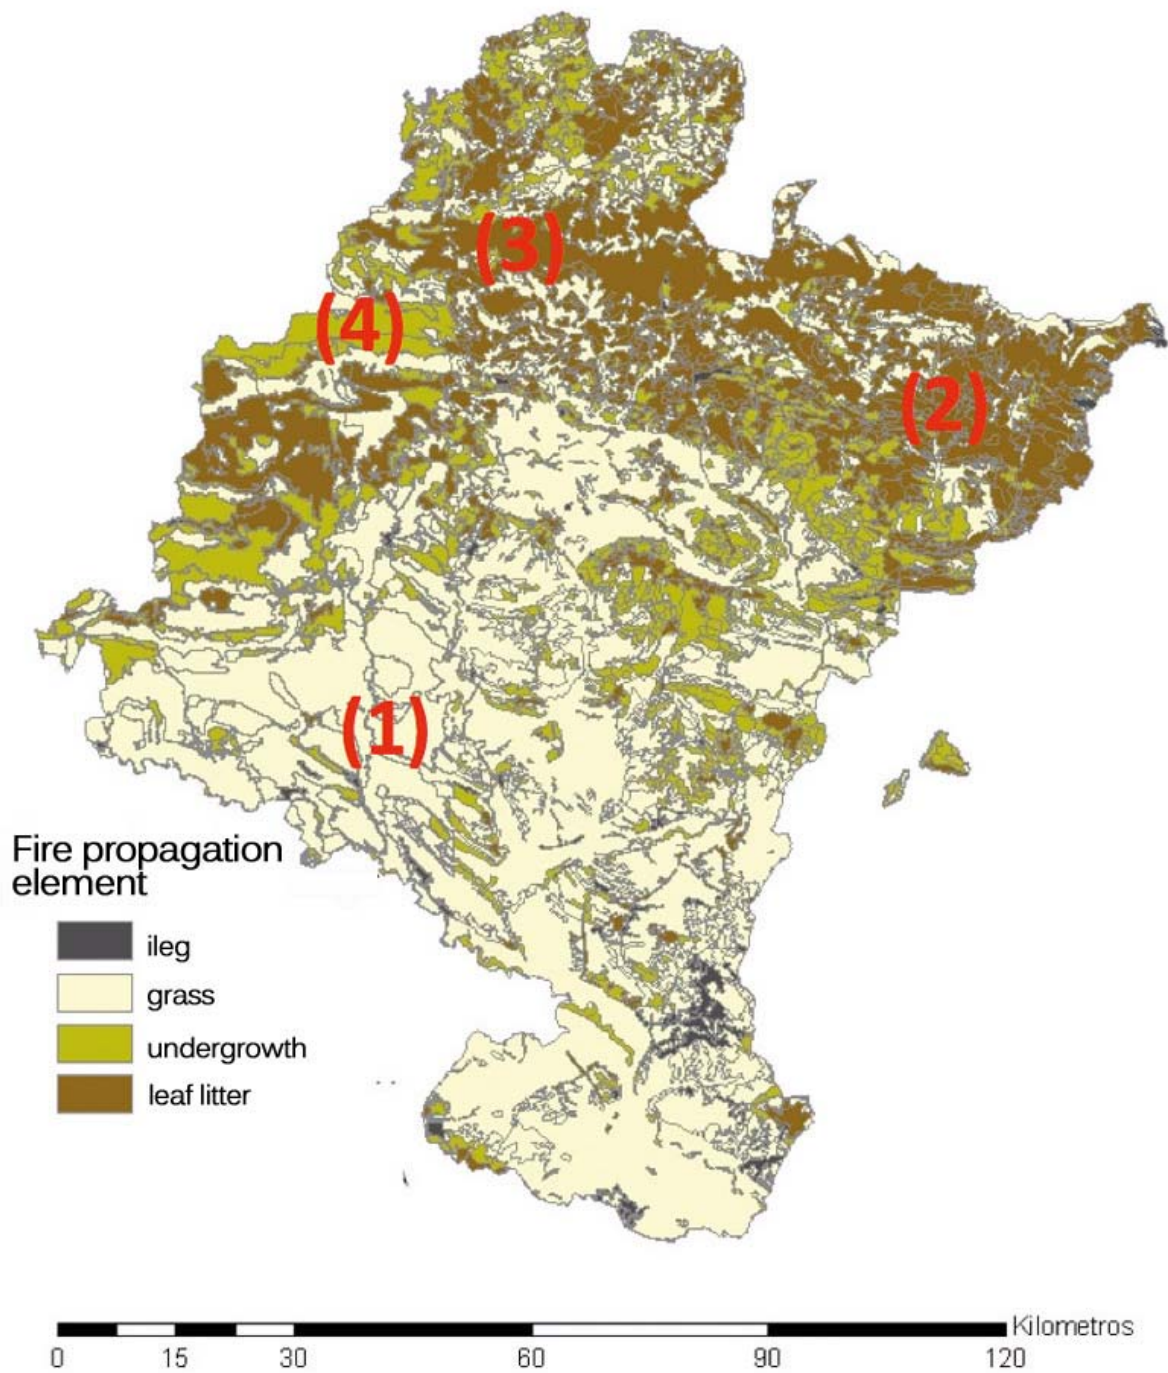 (3)
(4)
(2)
(1)
Fire propagation
element
ileg
grass
undergrowth
leaf litter
Kilometros
0 15 30 60 90 120